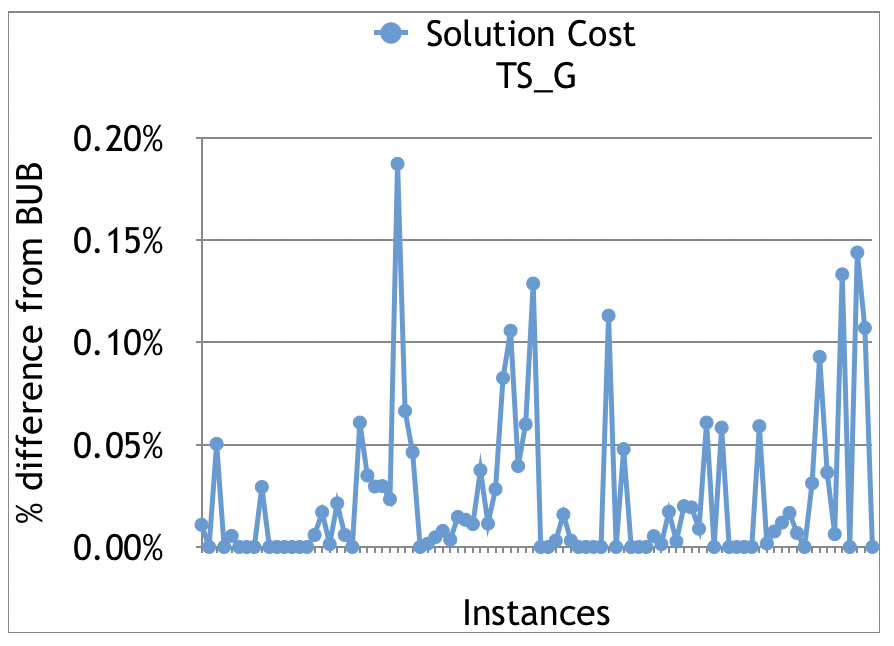 Solution Cost
TS_G
% difference from BUB
0.20%
0.15%
0.10%
0.05%
0.00%
Instances